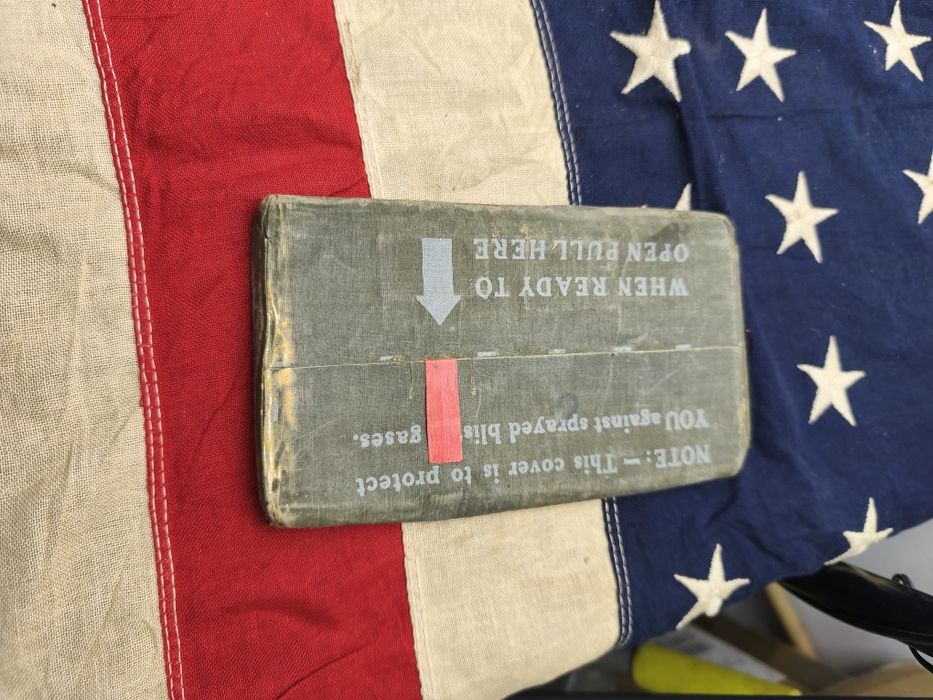 NOTE: — This cover is to protect
YOU against sprayed blis gases.
WHEN READY TO
OPEN PULL HERE